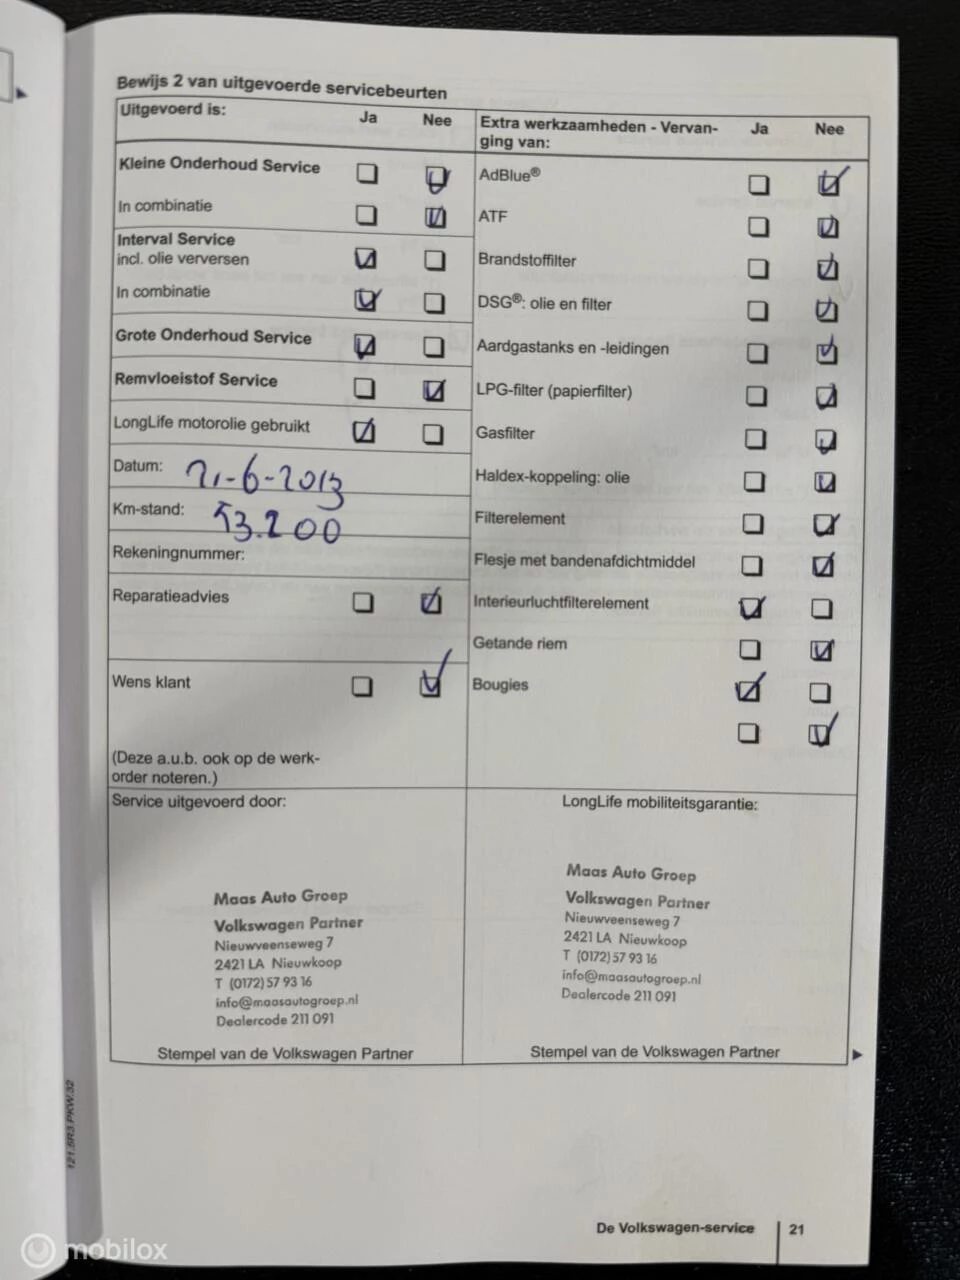 Bewijs 2 van uitgevoerde servicebeurten
Uitgevoerd is: Ja Nee
Kleine Onderhoud Service
In combinatie
Interval Service
incl. olie verversen
In combinatie
Grote Onderhoud Service
Remvloeistof Service
LongLife motorolie gebruikt
Datum: 21-6-2013
Km-stand: 53.200
Rekeningnummer:
Reparatieadvies
Wens klant
(Deze a.u.b. ook op de werk-
order noteren.)
Extra werkzaamheden - Vervan- Ja Nee
ging van:
AdBlue®
ATF
Brandstoffilter
DSG®: olie en filter
Aardgastanks en -leidingen
LPG-filter (papierfilter)
Gasfilter
Haldex-koppeling: olie
Filterelement
Flesje met bandenafdichtmiddel
Interieurluchtfilterelement
Getande riem
Bougies
Service uitgevoerd door:
Maas Auto Groep
Volkswagen Partner
Nieuwveenseweg 7
2421 LA Nieuwkoop
T (0172) 57 93 16
info@maasautogroep.nl
Dealercode 211 091
Stempel van de Volkswagen Partner
LongLife mobiliteitsgarantie:
Maas Auto Groep
Volkswagen Partner
Nieuwveenseweg 7
2421 LA Nieuwkoop
T (0172) 57 93 16
info@maasautogroep.nl
Dealercode 211 091
Stempel van de Volkswagen Partner
121.5R3.PKW.32
De Volkswagen-service 21
mobilox